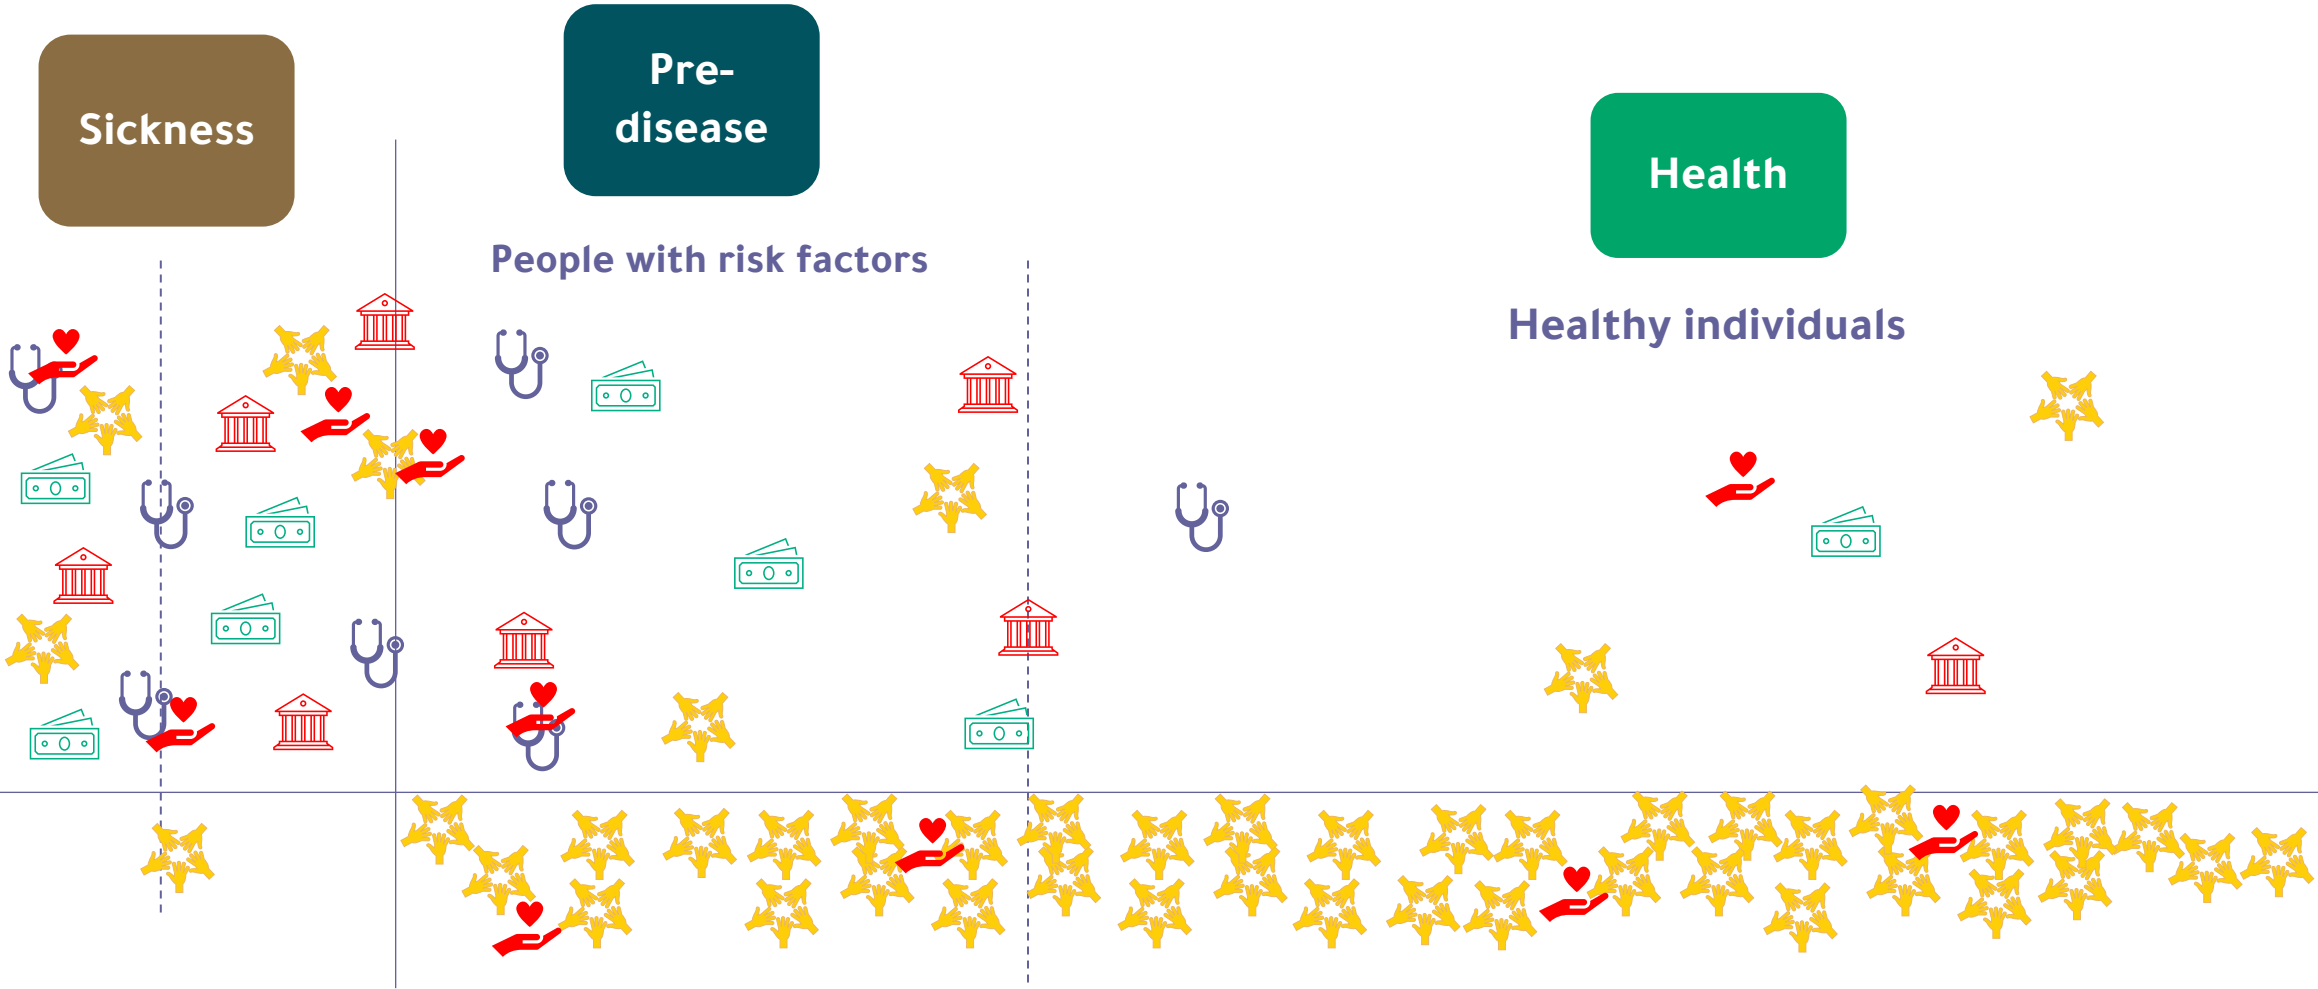 Sickness
Pre-
disease
Health
People with risk factors
Healthy individuals